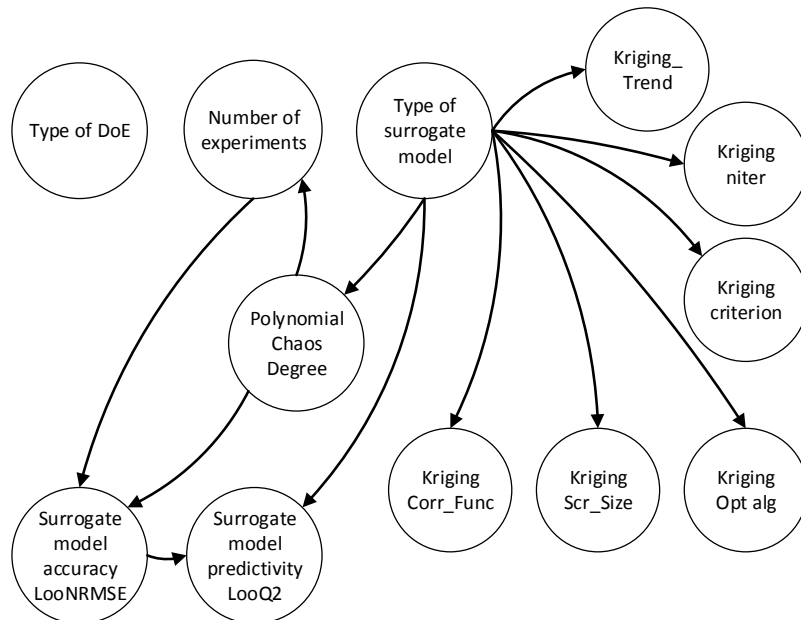 Kriging_
Trend
Type of DoE
Number of
experiments
Type of
surrogate
model
Kriging
niter
Kriging
criterion
Polynomial
Chaos
Degree
Kriging
Corr_Func
Kriging
Scr_Size
Kriging
Opt alg
Surrogate
model
accuracy
LooNRMSE
Surrogate
model
predictivity
LooQ2